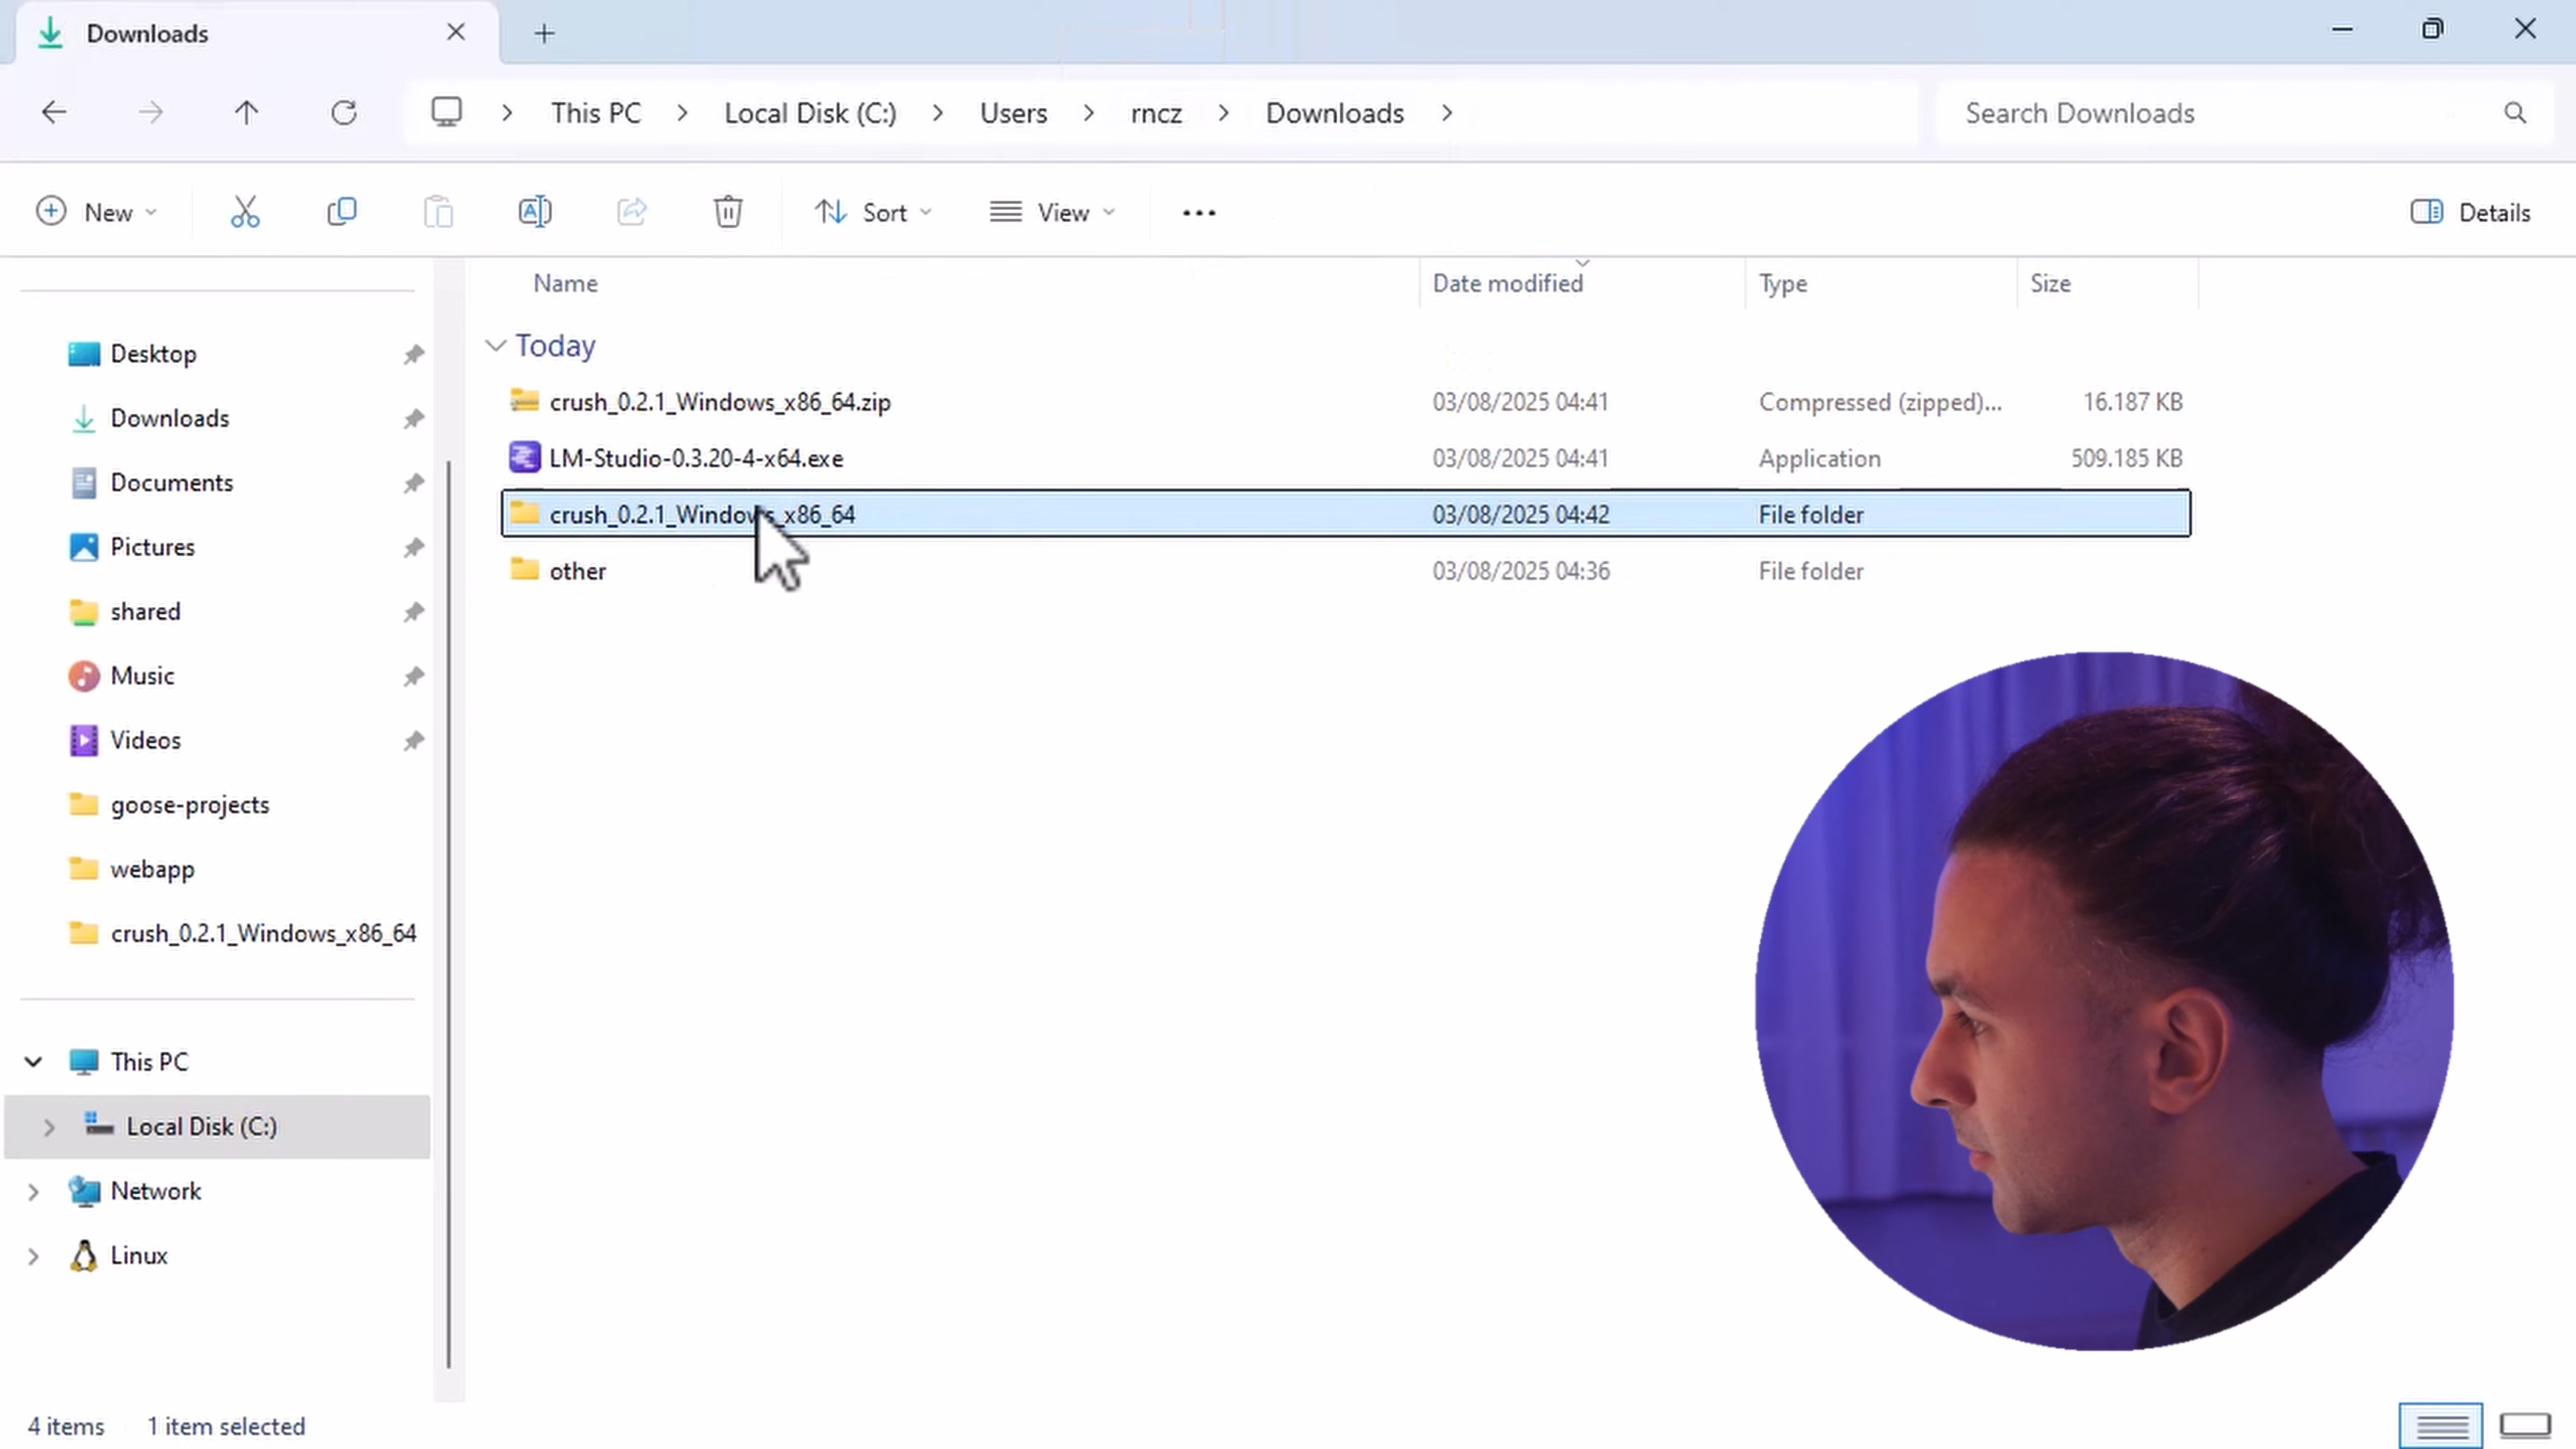 Downloads
This PC > Local Disk (C:) > Users > rncz > Downloads >
Search Downloads
New
Sort
View
Details
Name
Date modified
Type
Size
Today
crush_0.2.1_Windows_x86_64.zip 03/08/2025 04:41 Compressed (zipped)... 16.187 KB
LM-Studio-0.3.20-4-x64.exe 03/08/2025 04:41 Application 509.185 KB
crush_0.2.1_Windows_x86_64 03/08/2025 04:42 File folder
other 03/08/2025 04:36 File folder
Desktop
Downloads
Documents
Pictures
shared
Music
Videos
goose-projects
webapp
crush_0.2.1_Windows_x86_64
This PC
Local Disk (C:)
Network
Linux
4 items 1 item selected